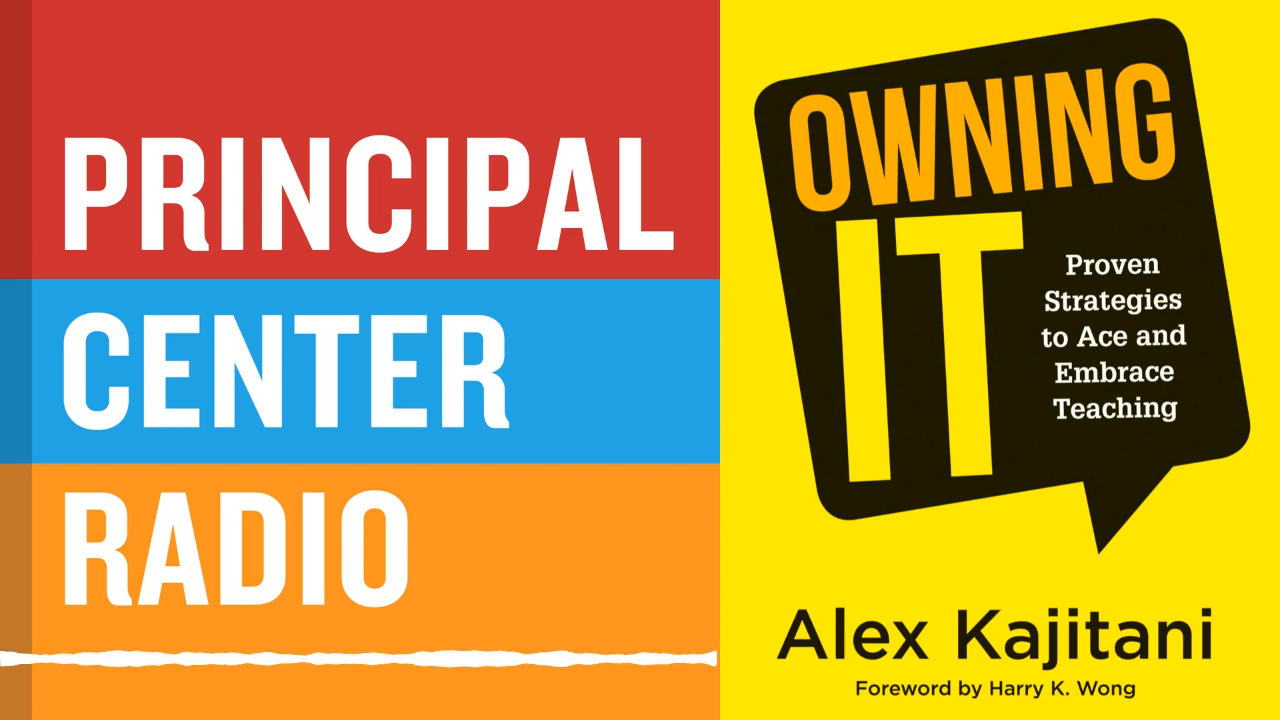 PRINCIPAL
CENTER
RADIO
OWNING
IT
Proven
Strategies
to Ace and
Embrace
Teaching
Alex Kajitani
Foreword by Harry K. Wong